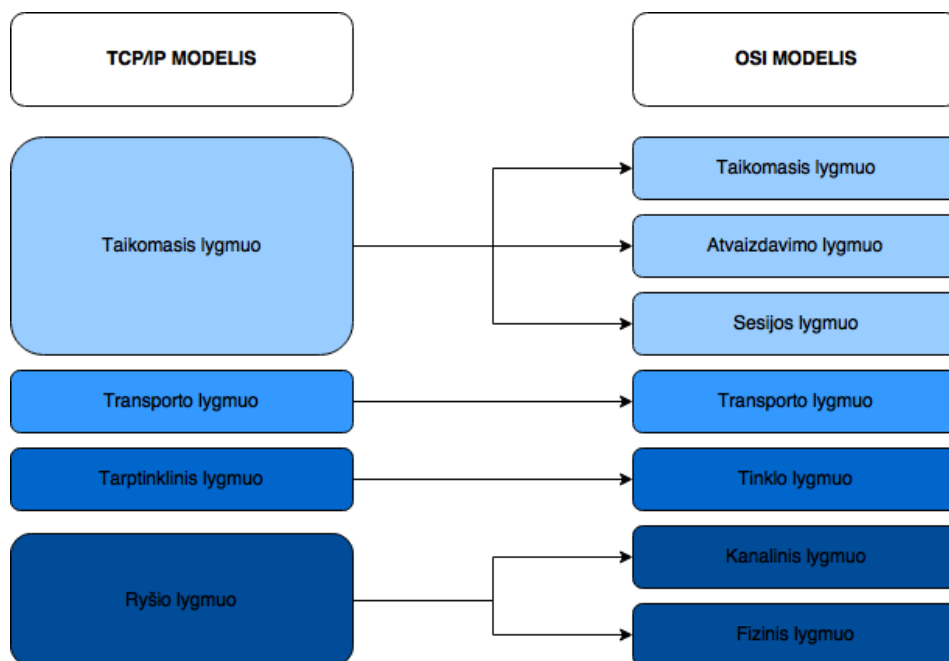 TCP/IP MODELIS
OSI MODELIS
Taikomasis lygmuo
Taikomasis lygmuo
Atvaizdavimo lygmuo
Sesijos lygmuo
Transporto lygmuo
Transporto lygmuo
Tarptinklinis lygmuo
Tinklo lygmuo
Ryšio lygmuo
Kanalinis lygmuo
Fizinis lygmuo